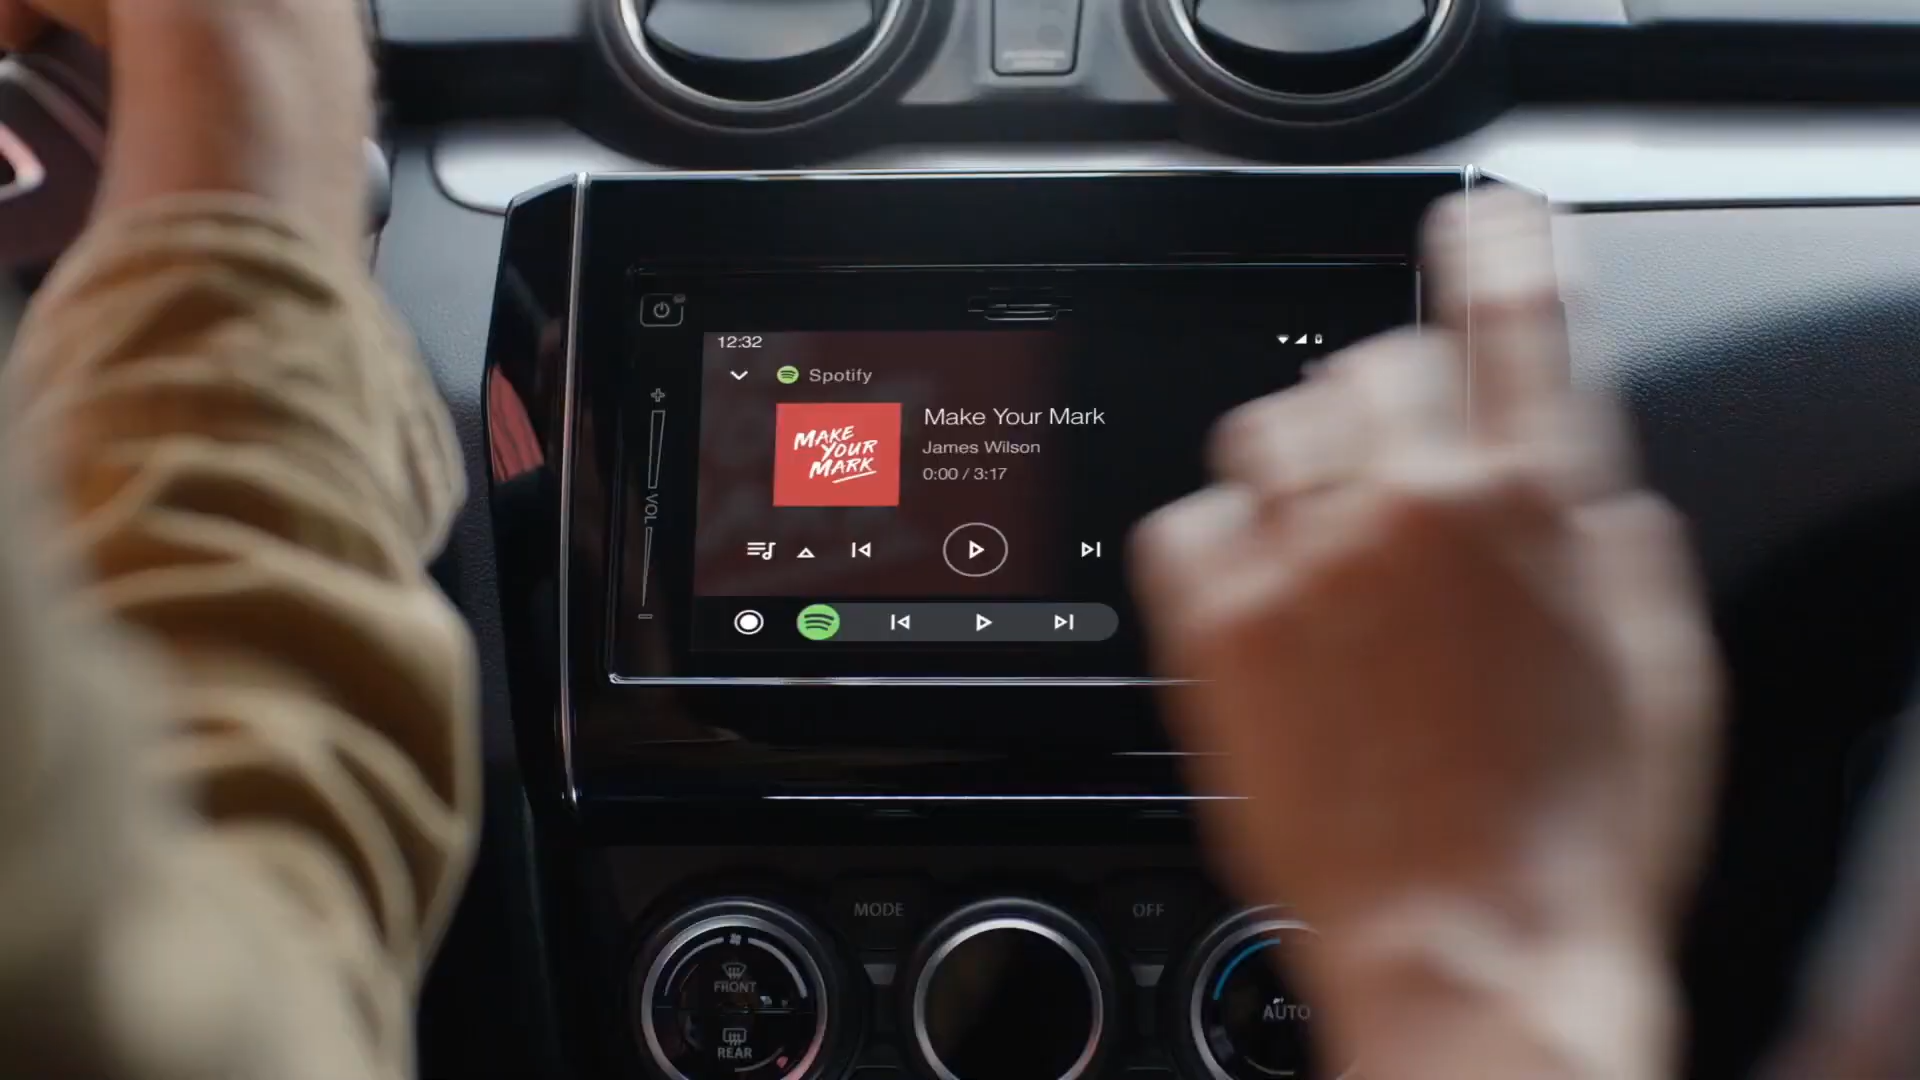 12:32
Spotify
MAKE
YOUR
MARK
Make Your Mark
James Wilson
0:00 / 3:17
VOL
MODE
OFF
FRONT
REAR
AUTO